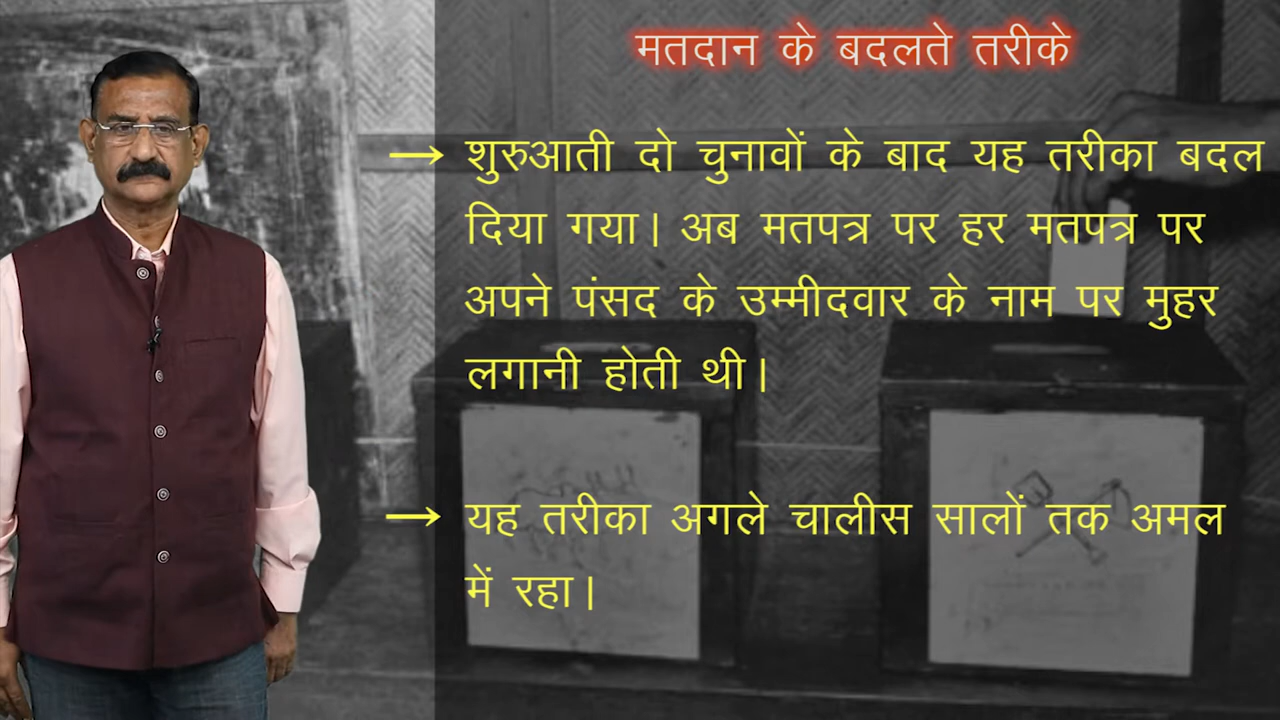 मतदान के बदलते तरीके
→ शुरुआती दो चुनावों के बाद यह तरीका बदल
दिया गया। अब मतपत्र पर हर मतपत्र पर
अपने पंसद के उम्मीदवार के नाम पर मुहर
लगानी होती थी।
→ यह तरीका अगले चालीस सालों तक अमल
में रहा।